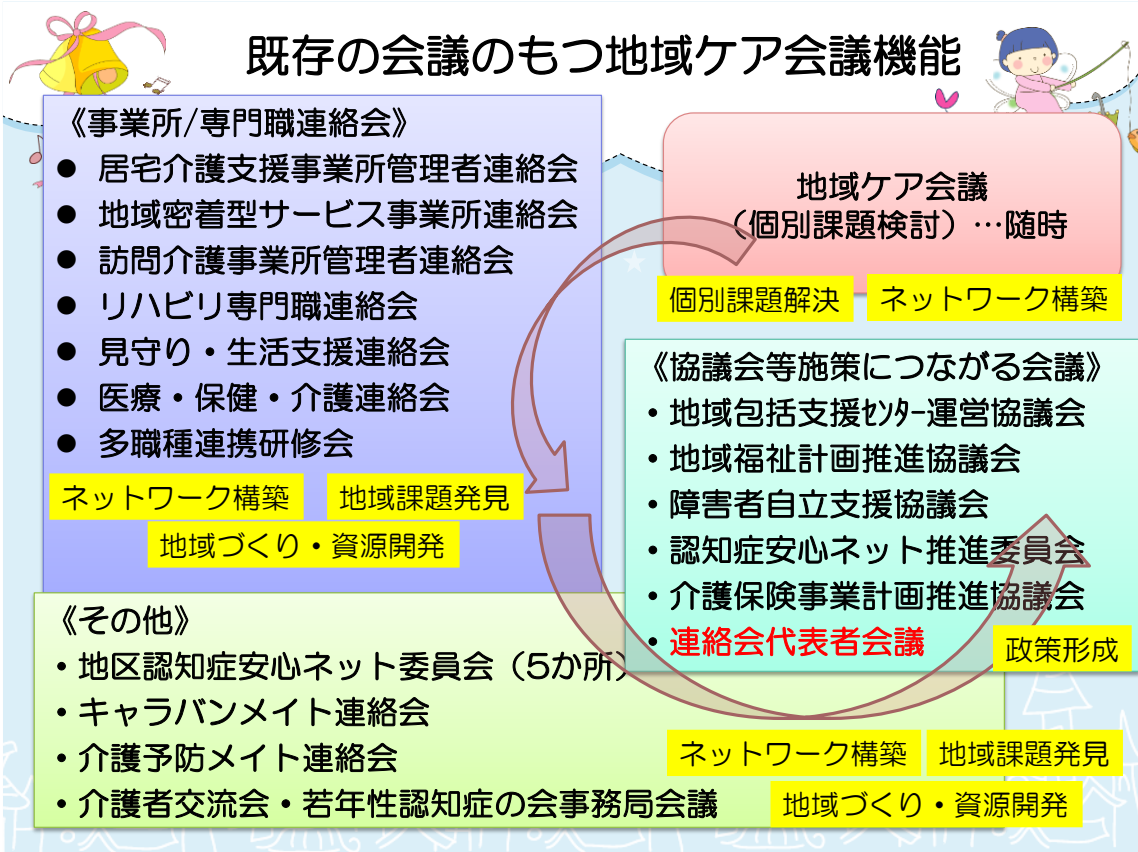 既存の会議のもつ地域ケア会議機能
《事業所/専門職連絡会》
● 居宅介護支援事業所管理者連絡会
● 地域密着型サービス事業所連絡会
● 訪問介護事業所管理者連絡会
● リハビリ専門職連絡会
● 見守り・生活支援連絡会
● 医療・保健・介護連絡会
● 多職種連携研修会
ネットワーク構築
地域課題発見
地域づくり・資源開発
地域ケア会議
（個別課題検討）…随時
個別課題解決
ネットワーク構築
《協議会等施策につながる会議》
・地域包括支援ｾﾝﾀｰ運営協議会
・地域福祉計画推進協議会
・障害者自立支援協議会
・認知症安心ネット推進委員会
・介護保険事業計画推進協議会
・連絡会代表者会議
政策形成
《その他》
・地区認知症安心ネット委員会（5か所）
・キャラバンメイト連絡会
・介護予防メイト連絡会
・介護者交流会・若年性認知症の会事務局会議
ネットワーク構築
地域課題発見
地域づくり・資源開発